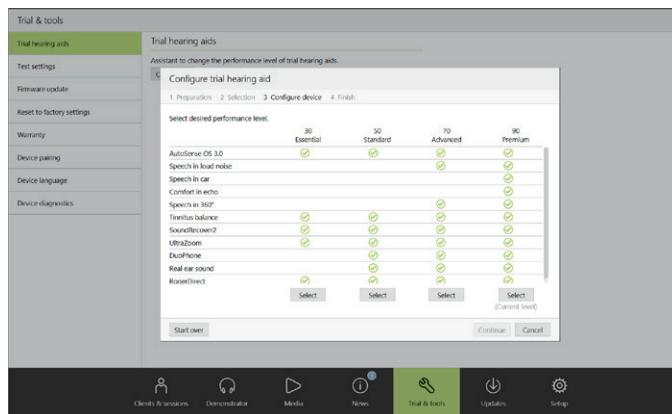 Trial & tools
Trial hearing aids
Test settings
Firmware update
Reset to factory settings
Warranty
Device pairing
Device language
Device diagnostics
Trial hearing aids
Assistant to change the performance level of trial hearing aids.
C
Configure trial hearing aid
1 Preparation 2 Selection 3 Configure device 4 Finish
Select desired performance level.
30 50 70 90
Essential Standard Advanced Premium
AutoSense OS 3.0
Speech in loud noise
Speech in car
Comfort in echo
Speech in 360°
Tinnitus balance
SoundRecover2
UltraZoom
DuoPhone
Real ear sound
RogerDirect
Select Select Select Select
(Current level)
Start over Continue Cancel
Clients & sessions Demonstrator Media News Trial & tools Updates Setup